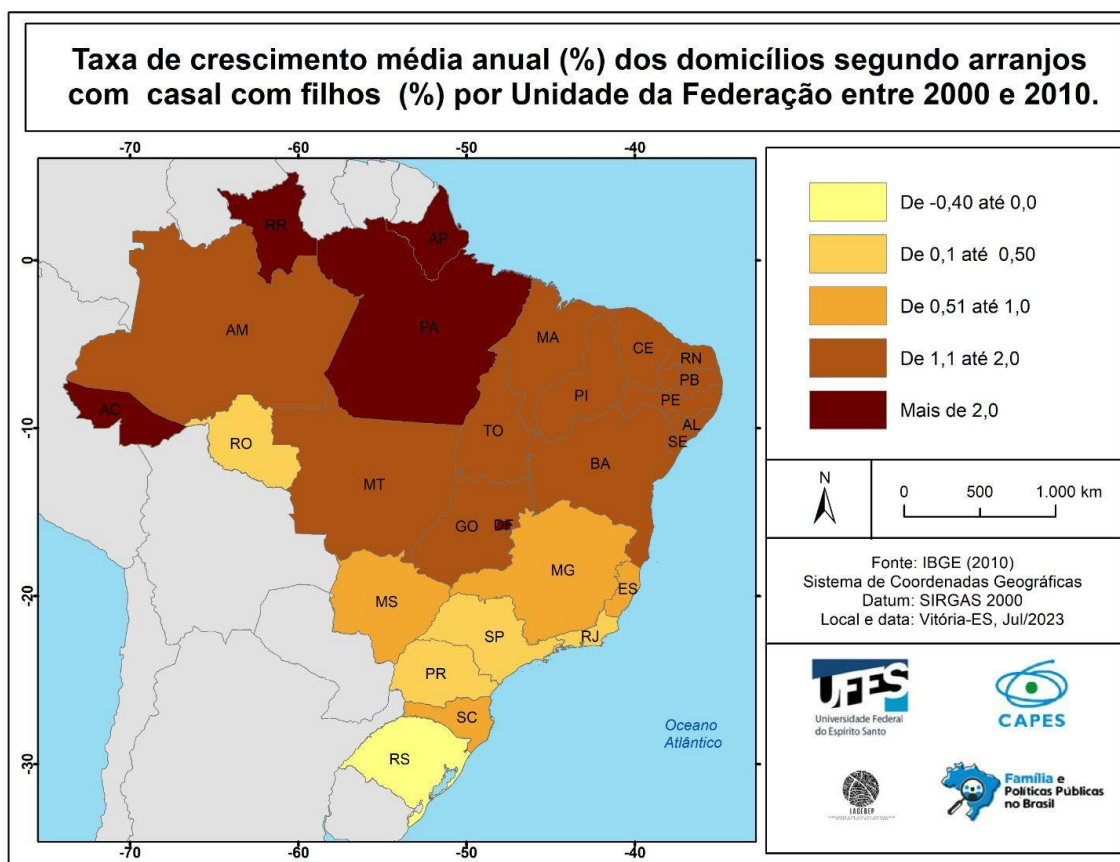 Taxa de crescimento média anual (%) dos domicílios segundo arranjos
com casal com filhos (%) por Unidade da Federação entre 2000 e 2010.
-70
-60
-50
-40
RR
AP
0
AM
PA
MA
CE
RN
PB
PI
PE
AC
AL
TO
SE
-10
RO
BA
MT
GO
DF
MG
ES
-20
MS
SP
RJ
PR
SC
Oceano
Atlântico
RS
-30
-70
-60
-50
-40
De -0,40 até 0,0
De 0,1 até 0,50
De 0,51 até 1,0
De 1,1 até 2,0
Mais de 2,0
N
0 500 1.000 km
Fonte: IBGE (2010)
Sistema de Coordenadas Geográficas
Datum: SIRGAS 2000
Local e data: Vitória-ES, Jul/2023
UFES
Universidade Federal
do Espírito Santo
CAPES
LAGEBEP
Família e
Políticas Públicas
no Brasil